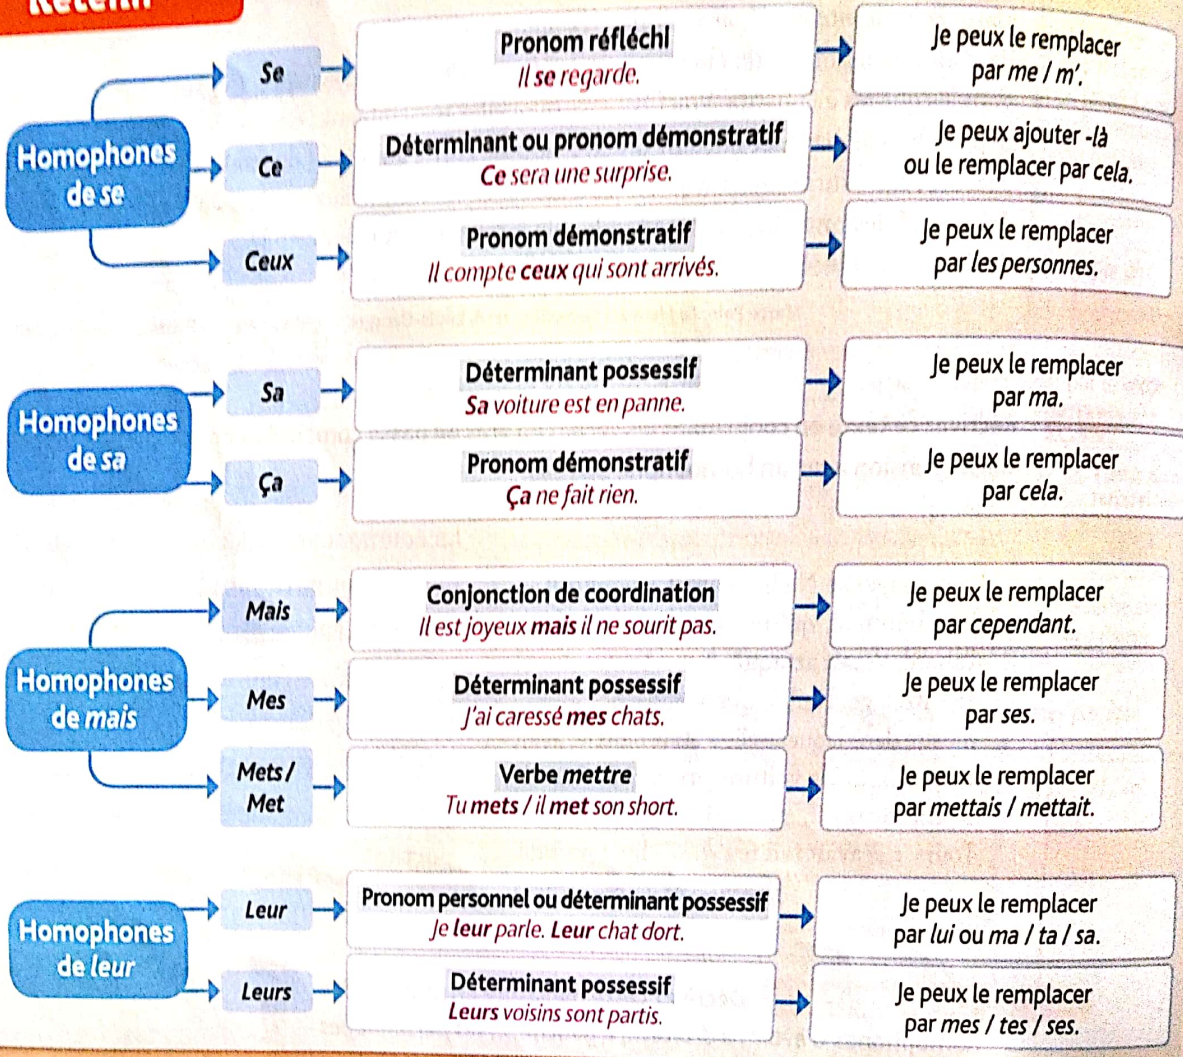 Retenir
Homophones
de se
Se
Pronom réfléchi
Il se regarde.
Je peux le remplacer
par me / m'.
Ce
Déterminant ou pronom démonstratif
Ce sera une surprise.
Je peux ajouter -là
ou le remplacer par cela.
Ceux
Pronom démonstratif
Il compte ceux qui sont arrivés.
Je peux le remplacer
par les personnes.
Homophones
de sa
Sa
Déterminant possessif
Sa voiture est en panne.
Je peux le remplacer
par ma.
Ça
Pronom démonstratif
Ça ne fait rien.
Je peux le remplacer
par cela.
Homophones
de mais
Mais
Conjonction de coordination
Il est joyeux mais il ne sourit pas.
Je peux le remplacer
par cependant.
Mes
Déterminant possessif
J'ai caressé mes chats.
Je peux le remplacer
par ses.
Mets /
Met
Verbe mettre
Tu mets / il met son short.
Je peux le remplacer
par mettais / mettait.
Homophones
de leur
Leur
Pronom personnel ou déterminant possessif
Je leur parle. Leur chat dort.
Je peux le remplacer
par lui ou ma / ta / sa.
Leurs
Déterminant possessif
Leurs voisins sont partis.
Je peux le remplacer
par mes / tes / ses.